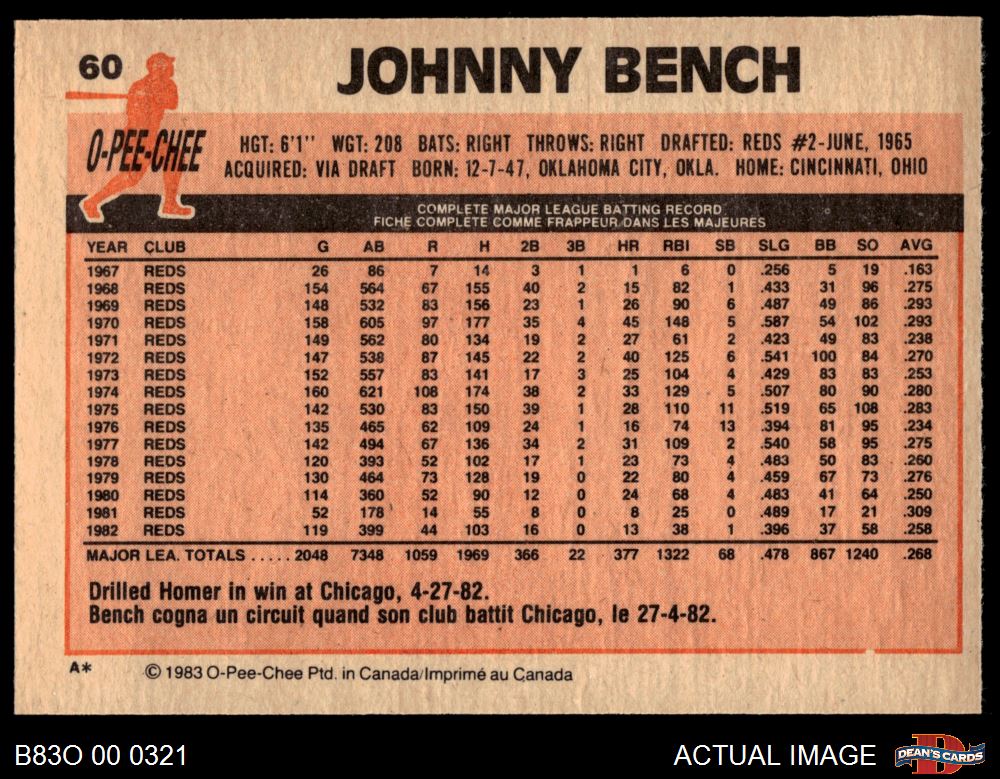 60
JOHNNY BENCH
O-PEE-CHEE
HGT: 6'1" WGT: 208 BATS: RIGHT THROWS: RIGHT DRAFTED: REDS #2-JUNE, 1965
ACQUIRED: VIA DRAFT BORN: 12-7-47, OKLAHOMA CITY, OKLA. HOME: CINCINNATI, OHIO
COMPLETE MAJOR LEAGUE BATTING RECORD
FICHE COMPLETE COMME FRAPPEUR DANS LES MAJEURES
YEAR CLUB G AB R H 2B 3B HR RBI SB SLG BB SO AVG
1967 REDS 26 86 7 14 3 1 1 6 0 .256 5 19 .163
1968 REDS 154 564 67 155 40 2 15 82 1 .433 31 96 .275
1969 REDS 148 532 83 156 23 1 26 90 6 .487 49 86 .293
1970 REDS 158 605 97 177 35 4 45 148 5 .587 54 102 .293
1971 REDS 149 562 80 134 19 2 27 61 2 .423 49 83 .238
1972 REDS 147 538 87 145 22 2 40 125 6 .541 100 84 .270
1973 REDS 152 557 83 141 17 3 25 104 4 .429 83 83 .253
1974 REDS 160 621 108 174 38 2 33 129 5 .507 80 90 .280
1975 REDS 142 530 83 150 39 1 28 110 11 .519 65 108 .283
1976 REDS 135 465 62 109 24 1 16 74 13 .394 81 95 .234
1977 REDS 142 494 67 136 34 2 31 109 2 .540 58 95 .275
1978 REDS 120 393 52 102 17 1 23 73 4 .483 50 83 .260
1979 REDS 130 464 73 128 19 0 22 80 4 .459 67 73 .276
1980 REDS 114 360 52 90 12 0 24 68 4 .483 41 64 .250
1981 REDS 52 178 14 55 8 0 8 25 0 .489 17 21 .309
1982 REDS 119 399 44 103 16 0 13 38 1 .396 37 58 .258
MAJOR LEA. TOTALS ..... 2048 7348 1059 1969 366 22 377 1322 68 .478 867 1240 .268
Drilled Homer in win at Chicago, 4-27-82.
Bench cogna un circuit quand son club battit Chicago, le 27-4-82.
A* © 1983 O-Pee-Chee Ptd. in Canada/Imprimé au Canada
B83O 00 0321 ACTUAL IMAGE DEAN'S CARDS